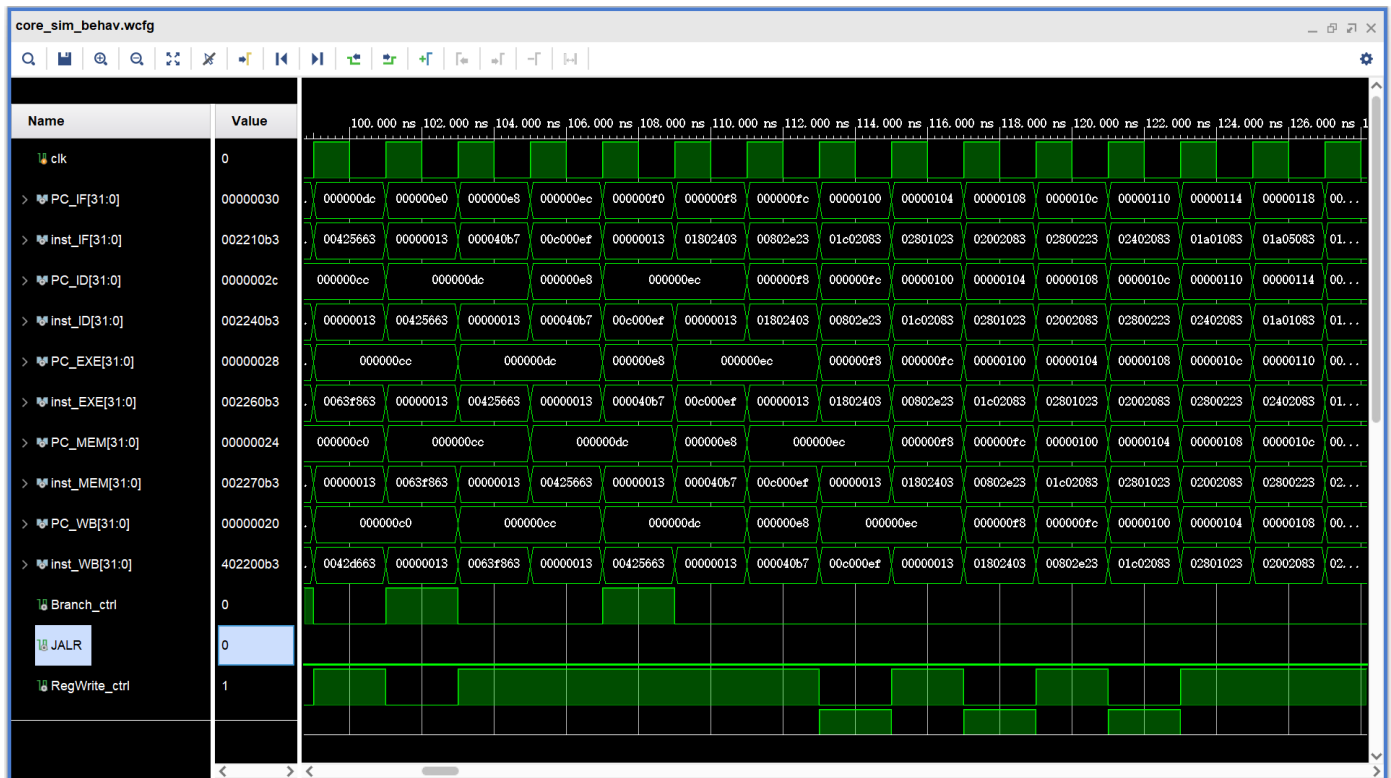 core_sim_behav.wcfg
Name Value 100.000 ns 102.000 ns 104.000 ns 106.000 ns 108.000 ns 110.000 ns 112.000 ns 114.000 ns 116.000 ns 118.000 ns 120.000 ns 122.000 ns 124.000 ns 126.000 ns 1
clk 0
PC_IF[31:0] 00000030 000000dc 000000e0 000000e8 000000ec 000000f0 000000f8 000000fc 00000100 00000104 00000108 0000010c 00000110 00000114 00000118 00...
inst_IF[31:0] 002210b3 00425663 00000013 000040b7 00c000ef 00000013 01802403 00802e23 01c02083 02801023 02002083 02800223 02402083 01a01083 01a05083 01...
PC_ID[31:0] 0000002c 000000cc 000000dc 000000e8 000000ec 000000f8 000000fc 00000100 00000104 00000108 0000010c 00000110 00000114 00...
inst_ID[31:0] 002240b3 00000013 00425663 00000013 000040b7 00c000ef 00000013 01802403 00802e23 01c02083 02801023 02002083 02800223 02402083 01a01083 01...
PC_EXE[31:0] 00000028 000000cc 000000dc 000000e8 000000ec 000000f8 000000fc 00000100 00000104 00000108 0000010c 00000110 00...
inst_EXE[31:0] 002260b3 0063f863 00000013 00425663 00000013 000040b7 00c000ef 00000013 01802403 00802e23 01c02083 02801023 02002083 02800223 02402083 01...
PC_MEM[31:0] 00000024 000000c0 000000cc 000000dc 000000e8 000000ec 000000f8 000000fc 00000100 00000104 00000108 0000010c 00...
inst_MEM[31:0] 002270b3 00000013 0063f863 00000013 00425663 00000013 000040b7 00c000ef 00000013 01802403 00802e23 01c02083 02801023 02002083 02800223 02...
PC_WB[31:0] 00000020 000000c0 000000cc 000000dc 000000e8 000000ec 000000f8 000000fc 00000100 00000104 00000108 00...
inst_WB[31:0] 402200b3 0042d663 00000013 0063f863 00000013 00425663 00000013 000040b7 00c000ef 00000013 01802403 00802e23 01c02083 02801023 02002083 02...
Branch_ctrl 0
JALR 0
RegWrite_ctrl 1